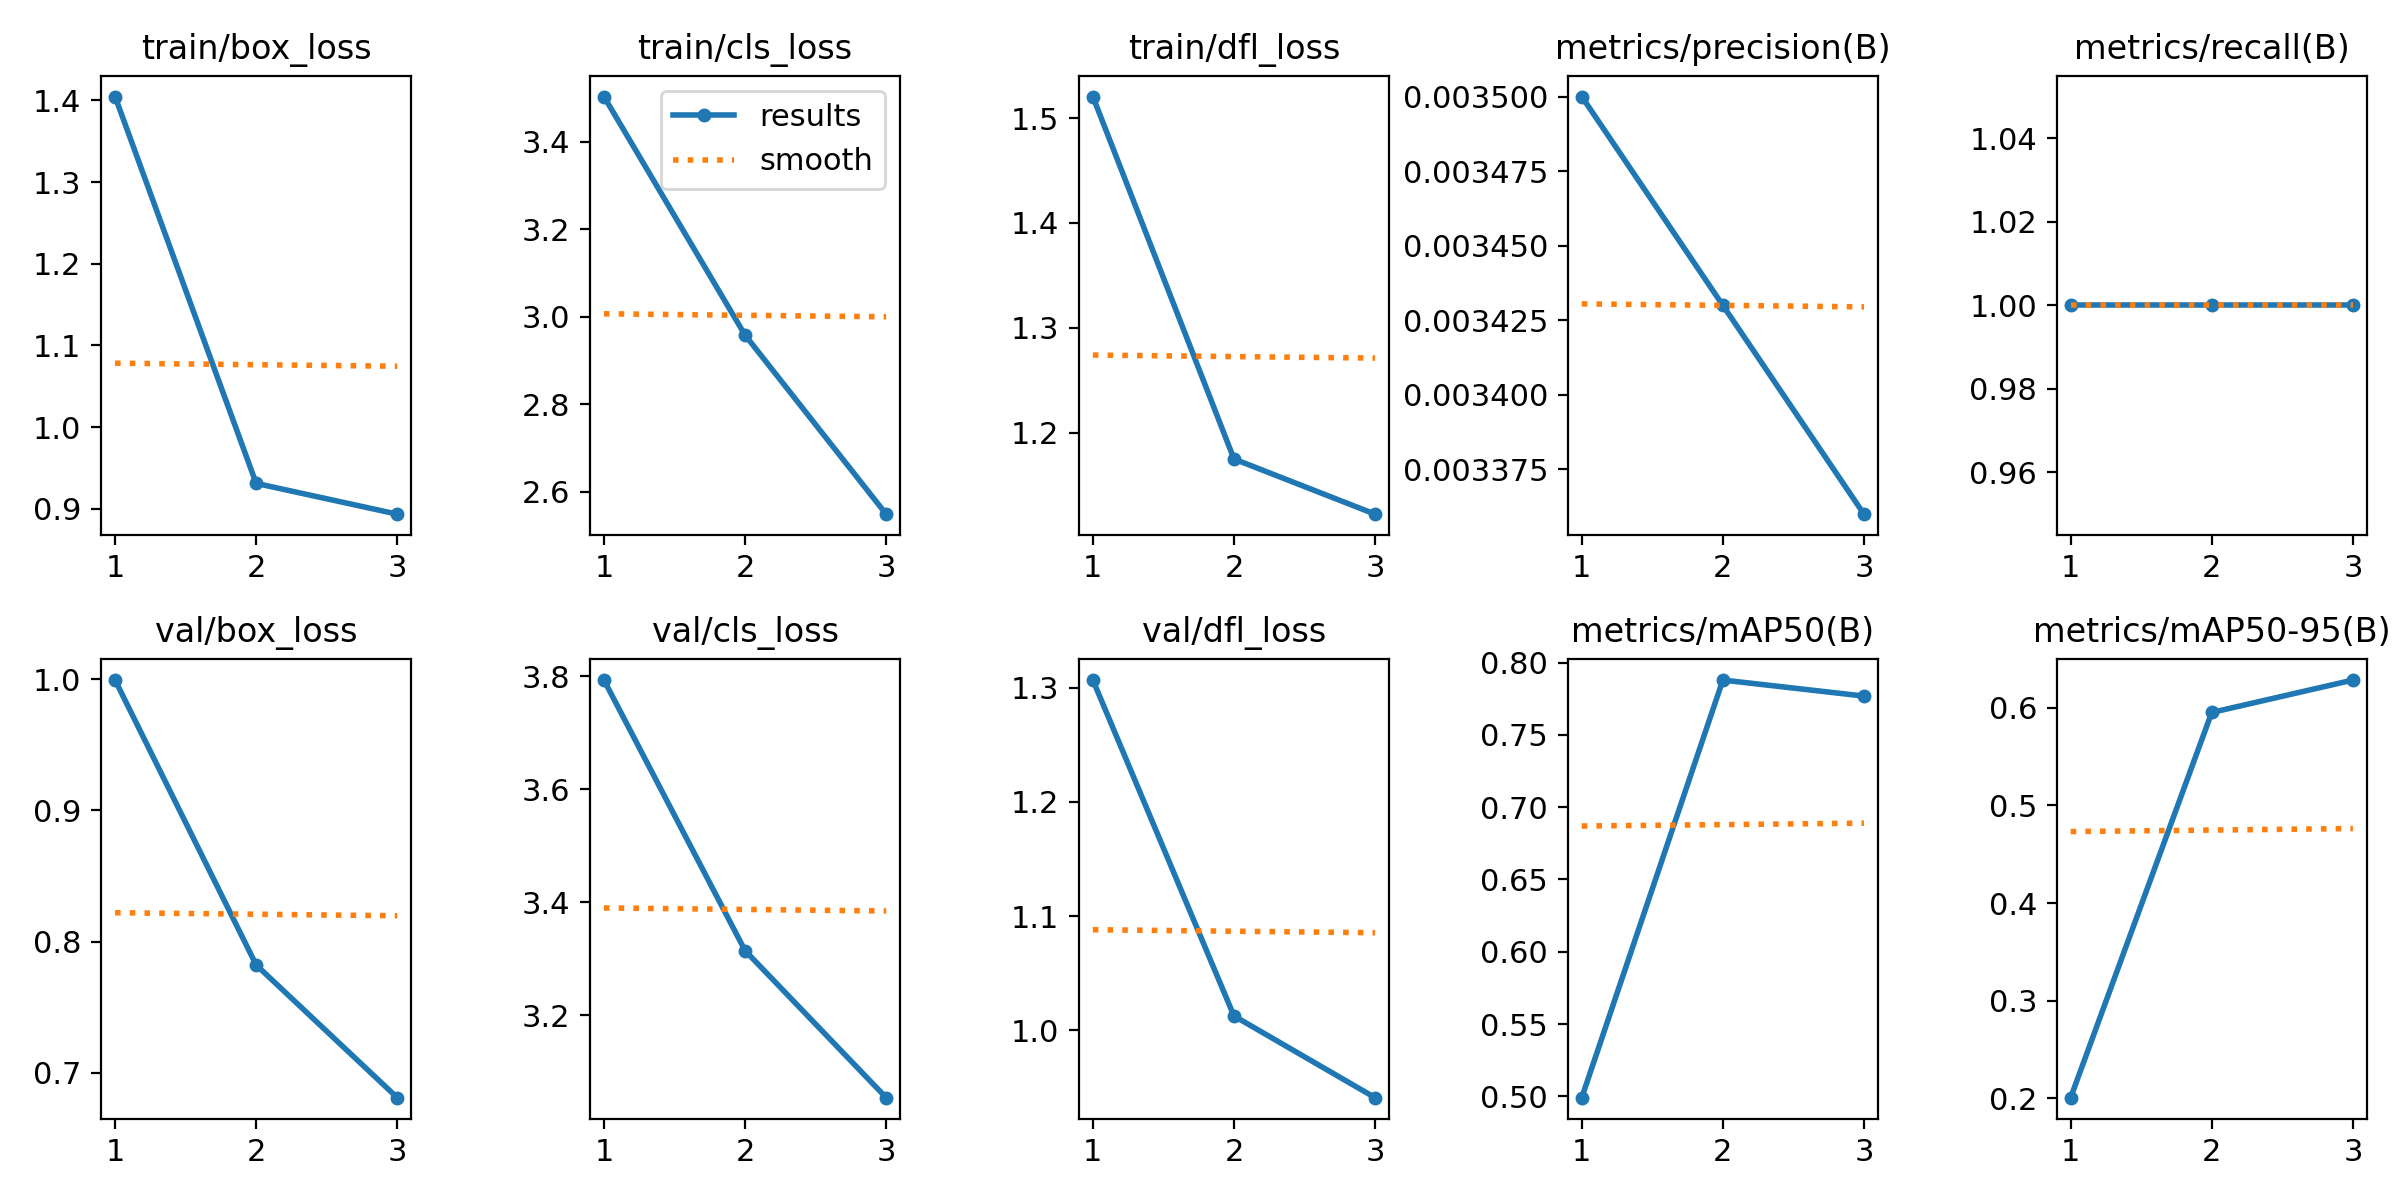 train/box_loss
1.4
1.3
1.2
1.1
1.0
0.9
1 2 3
train/cls_loss
results
smooth
3.4
3.2
3.0
2.8
2.6
1 2 3
train/dfl_loss
1.5
1.4
1.3
1.2
1 2 3
metrics/precision(B)
0.003500
0.003475
0.003450
0.003425
0.003400
0.003375
1 2 3
metrics/recall(B)
1.04
1.02
1.00
0.98
0.96
1 2 3
val/box_loss
1.0
0.9
0.8
0.7
1 2 3
val/cls_loss
3.8
3.6
3.4
3.2
1 2 3
val/dfl_loss
1.3
1.2
1.1
1.0
1 2 3
metrics/mAP50(B)
0.80
0.75
0.70
0.65
0.60
0.55
0.50
1 2 3
metrics/mAP50-95(B)
0.6
0.5
0.4
0.3
0.2
1 2 3